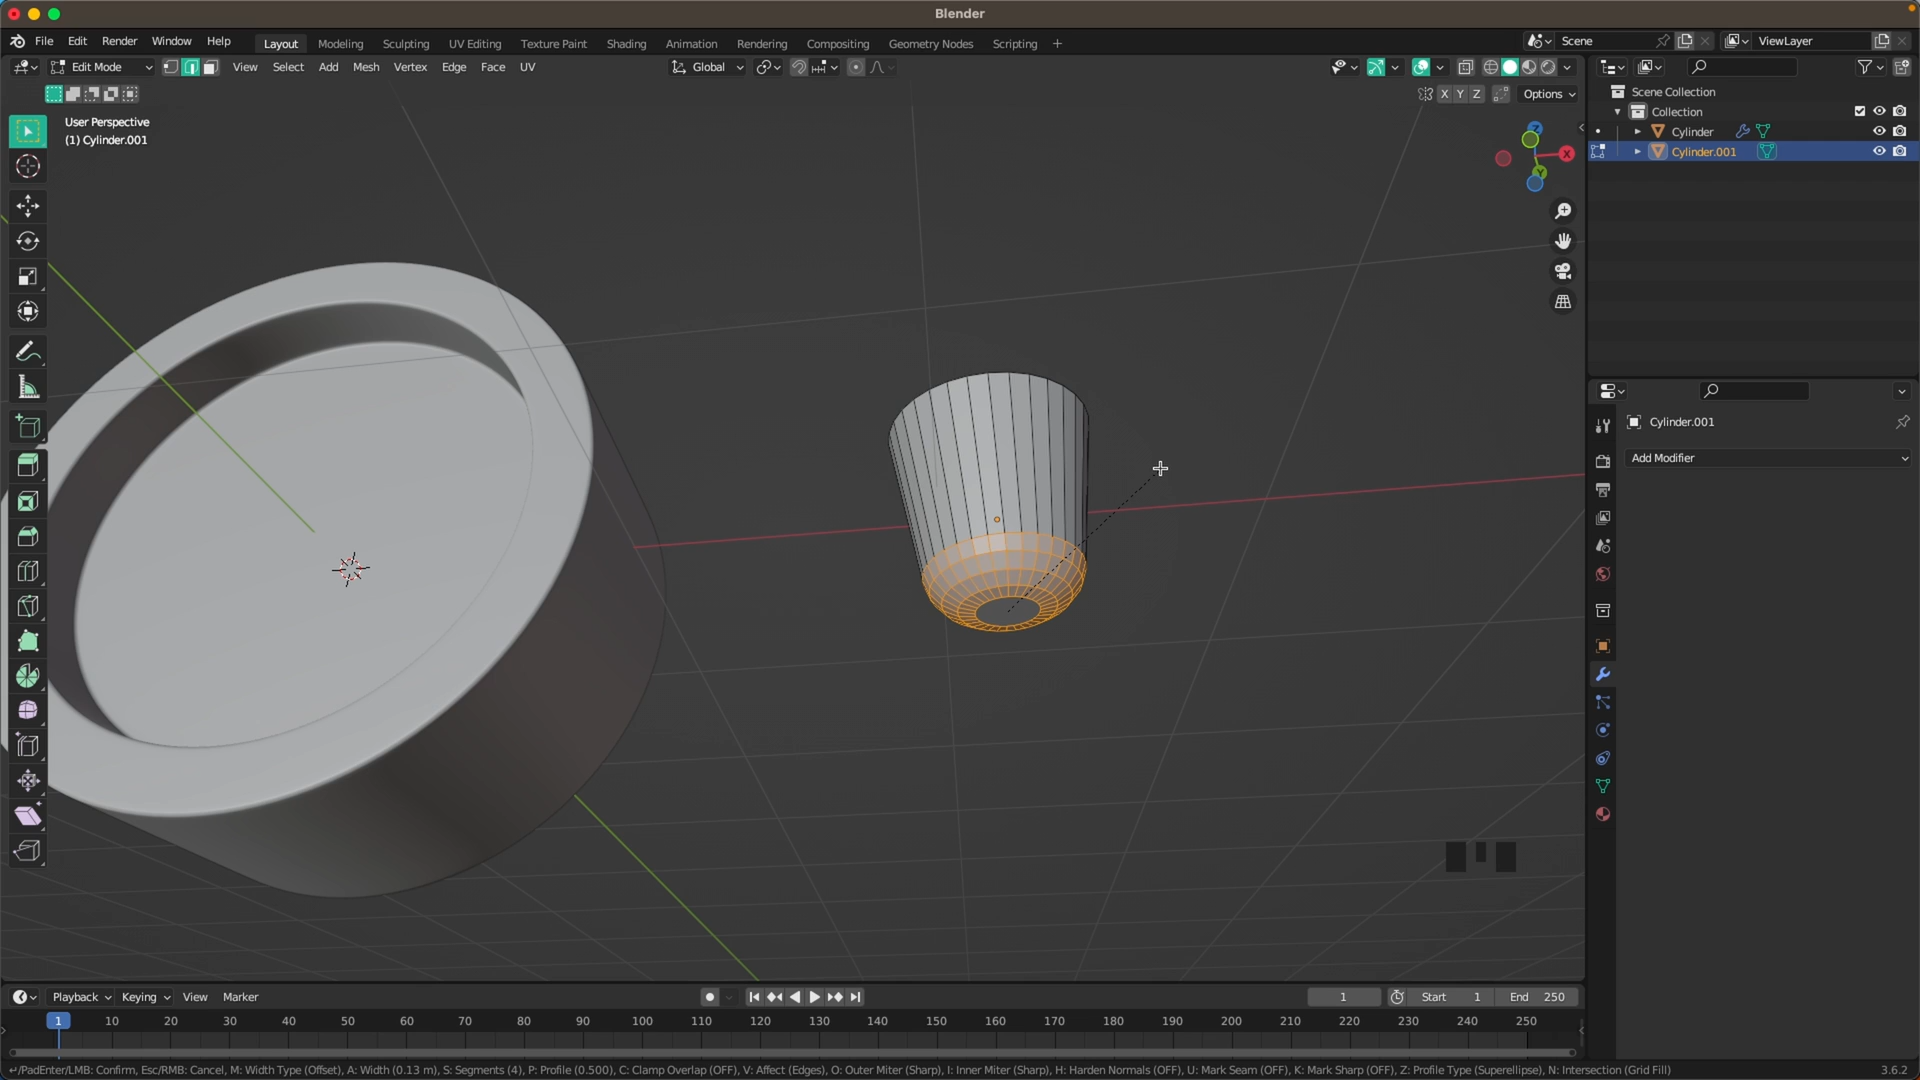 Blender
File Edit Render Window Help Layout Modeling Sculpting UV Editing Texture Paint Shading Animation Rendering Compositing Geometry Nodes Scripting + Scene ViewLayer
Edit Mode View Select Add Mesh Vertex Edge Face UV Global
X Y Z Options
User Perspective
(1) Cylinder.001
Z
X
Y
Scene Collection
Collection
Cylinder
Cylinder.001
Cylinder.001
Add Modifier
Playback Keying View Marker 1 Start 1 End 250
1 10 20 30 40 50 60 70 80 90 100 110 120 130 140 150 160 170 180 190 200 210 220 230 240 250
↵/PadEnter/LMB: Confirm, Esc/RMB: Cancel, M: Width Type (Offset), A: Width (0.13 m), S: Segments (4), P: Profile (0.500), C: Clamp Overlap (OFF), V: Affect (Edges), O: Outer Miter (Sharp), I: Inner Miter (Sharp), H: Harden Normals (OFF), U: Mark Seam (OFF), K: Mark Sharp (OFF), Z: Profile Type (Superellipse), N: Intersection (Grid Fill) 3.6.2